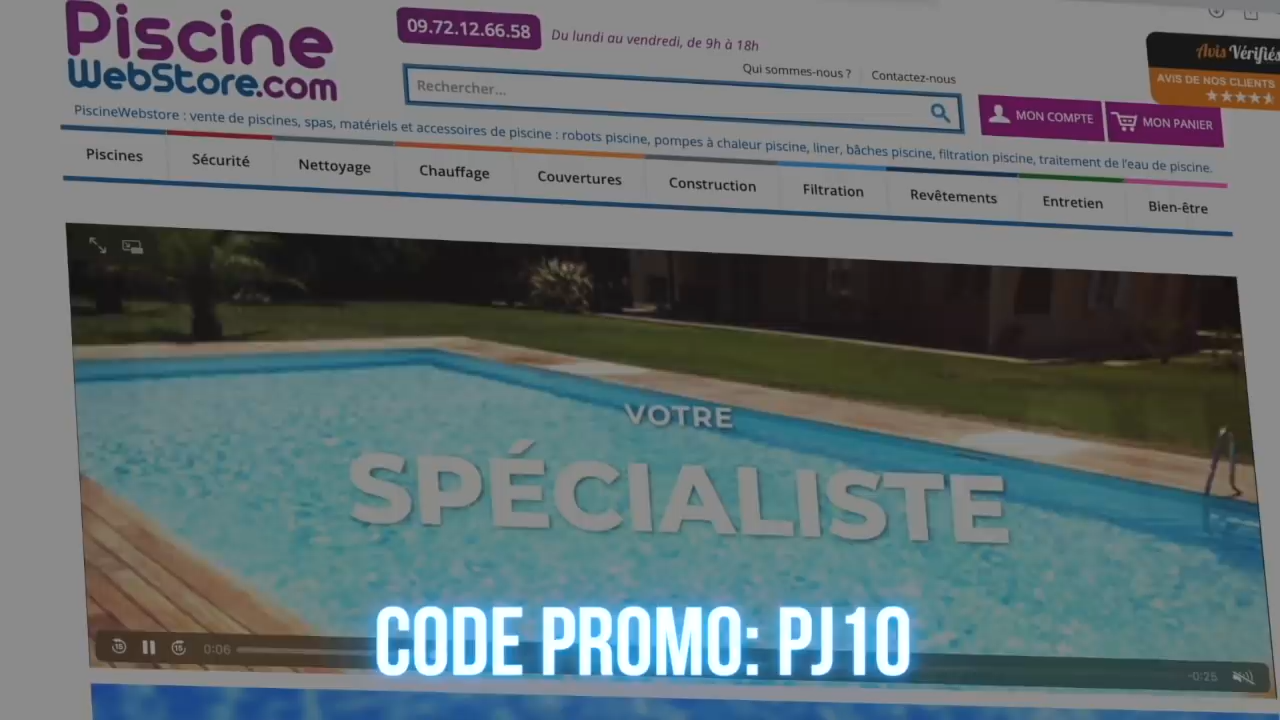 Piscine
WebStore.com
09.72.12.66.58
Du lundi au vendredi, de 9h à 18h
Qui sommes-nous ?
Contactez-nous
Rechercher...
Avis Vérifiés
AVIS DE NOS CLIENTS
MON COMPTE
MON PANIER
PiscineWebstore : vente de piscines, spas, matériels et accessoires de piscine : robots piscine, pompes à chaleur piscine, liner, bâches piscine, filtration piscine, traitement de l'eau de piscine.
Piscines
Sécurité
Nettoyage
Chauffage
Couvertures
Construction
Filtration
Revêtements
Entretien
Bien-être
VOTRE
SPÉCIALISTE
CODE PROMO: PJ10
15
15
0:06
-0:25